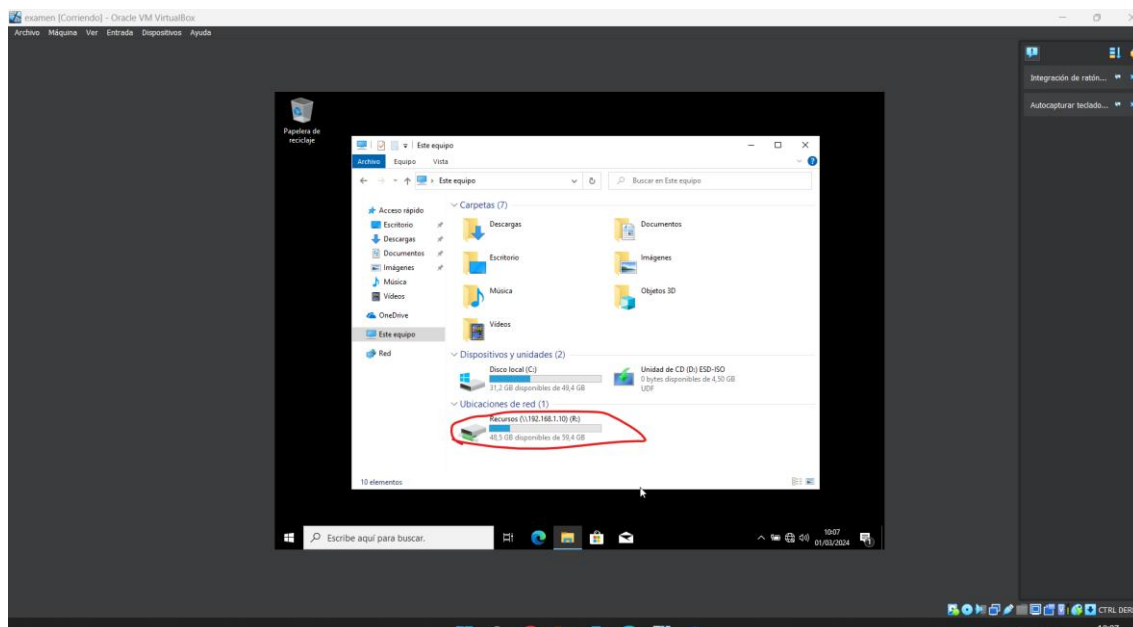 examen [Corriendo] - Oracle VM VirtualBox
Archivo Máquina Ver Entrada Dispositivos Ayuda
Integración de ratón...
Autocapturar teclado...
Papelera de
reciclaje
Este equipo
Archivo Equipo Vista
Este equipo
Buscar en Este equipo
Acceso rápido
Escritorio
Descargas
Documentos
Imágenes
Música
Vídeos
OneDrive
Este equipo
Red
Carpetas (7)
Descargas
Documentos
Escritorio
Imágenes
Música
Objetos 3D
Vídeos
Dispositivos y unidades (2)
Disco local (C:)
31,2 GB disponibles de 49,4 GB
Unidad de CD (D:) ESD-ISO
0 bytes disponibles de 4,50 GB
UDF
Ubicaciones de red (1)
Recursos (\\192.168.1.10) (R:)
48,5 GB disponibles de 59,4 GB
10 elementos
Escribe aquí para buscar.
10:07
01/03/2024
1